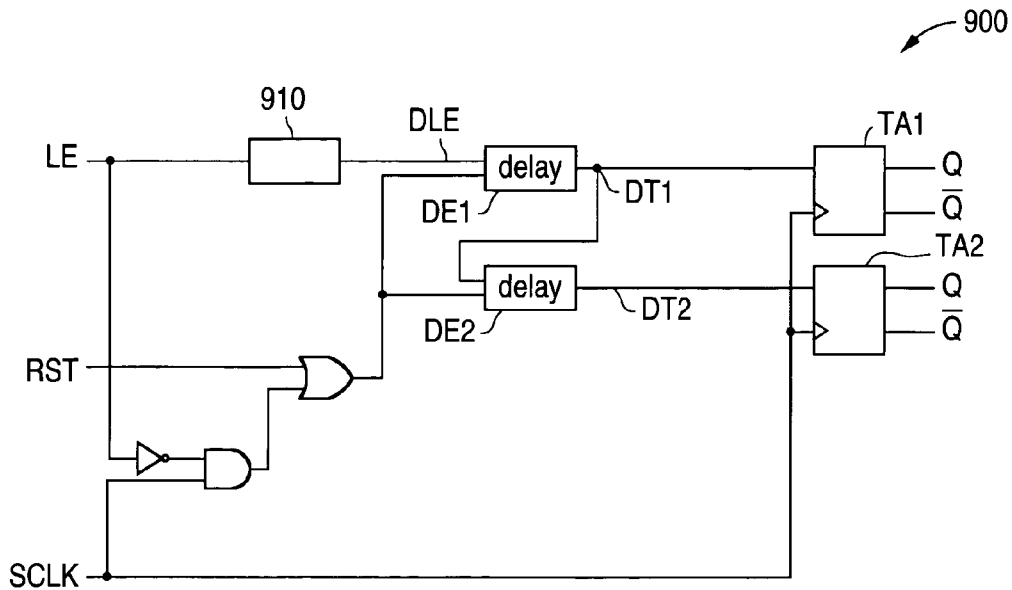 900
910
DLE
TA1
LE
delay
Q
DT1
Q̅
DE1
TA2
delay
Q
DT2
DE2
Q̅
RST
SCLK